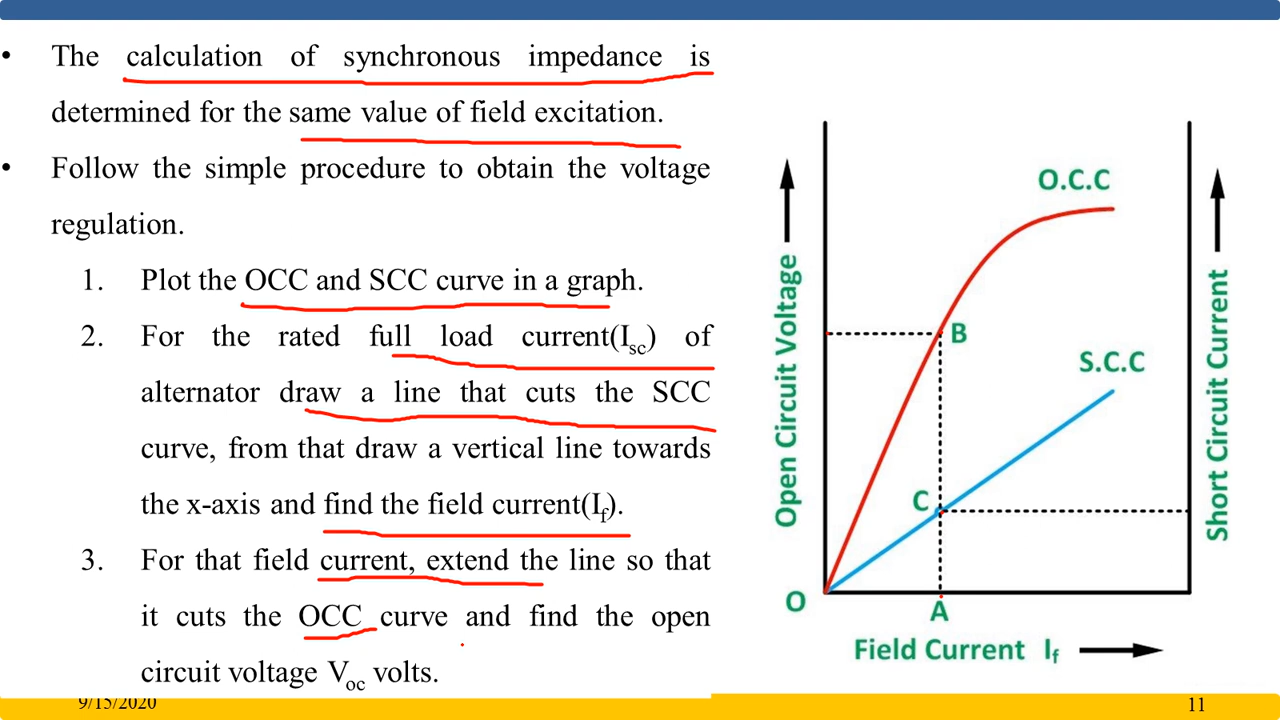 • The calculation of synchronous impedance is
determined for the same value of field excitation.
• Follow the simple procedure to obtain the voltage
regulation.
1. Plot the OCC and SCC curve in a graph.
2. For the rated full load current(Isc) of
alternator draw a line that cuts the SCC
curve, from that draw a vertical line towards
the x-axis and find the field current(If).
3. For that field current, extend the line so that
it cuts the OCC curve and find the open
circuit voltage Voc volts.
Open Circuit Voltage
O.C.C
B
S.C.C
C
O
A
Field Current If
Short Circuit Current
9/15/2020
11